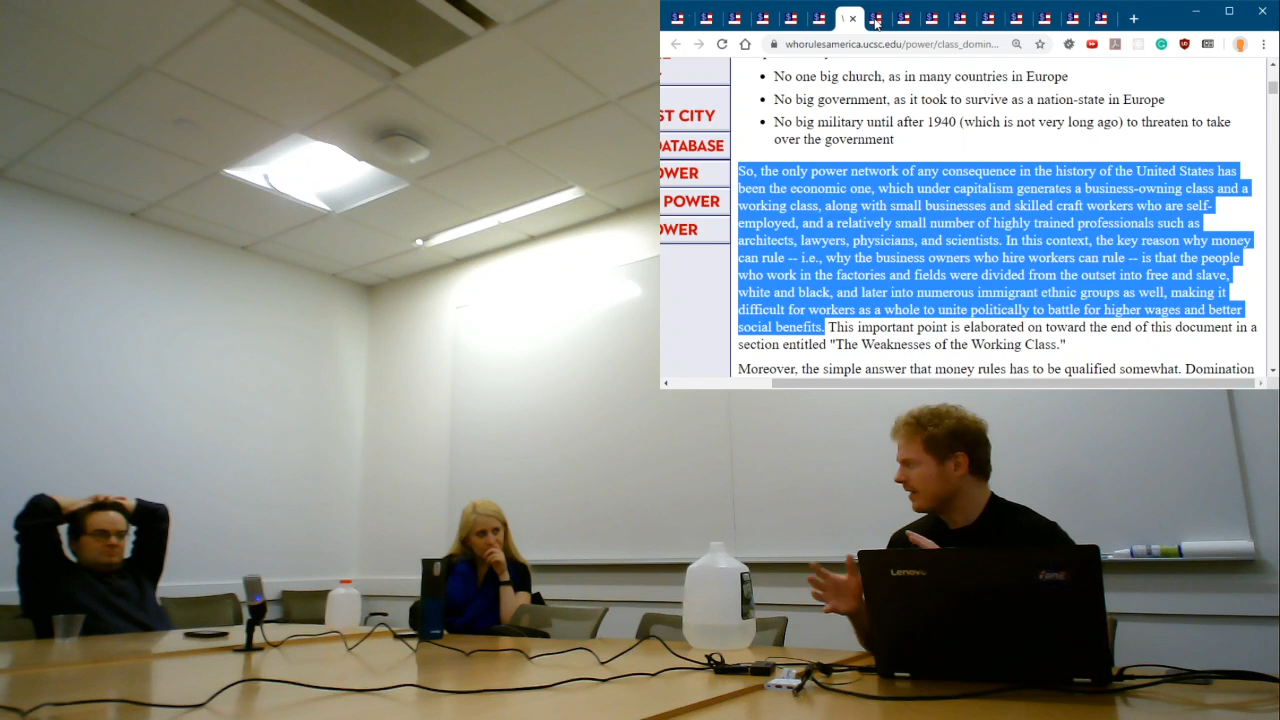 whorulesamerica.ucsc.edu/power/class_domin...
• No one big church, as in many countries in Europe
ST CITY
• No big government, as it took to survive as a nation-state in Europe
• No big military until after 1940 (which is not very long ago) to threaten to take
over the government
DATABASE
OWER
POWER
OWER
So, the only power network of any consequence in the history of the United States has
been the economic one, which under capitalism generates a business-owning class and a
working class, along with small businesses and skilled craft workers who are self-
employed, and a relatively small number of highly trained professionals such as
architects, lawyers, physicians, and scientists. In this context, the key reason why money
can rule -- i.e., why the business owners who hire workers can rule -- is that the people
who work in the factories and fields were divided from the outset into free and slave,
white and black, and later into numerous immigrant ethnic groups as well, making it
difficult for workers as a whole to unite politically to battle for higher wages and better
social benefits. This important point is elaborated on toward the end of this document in a
section entitled "The Weaknesses of the Working Class."
Moreover, the simple answer that money rules has to be qualified somewhat. Domination
Lenovo